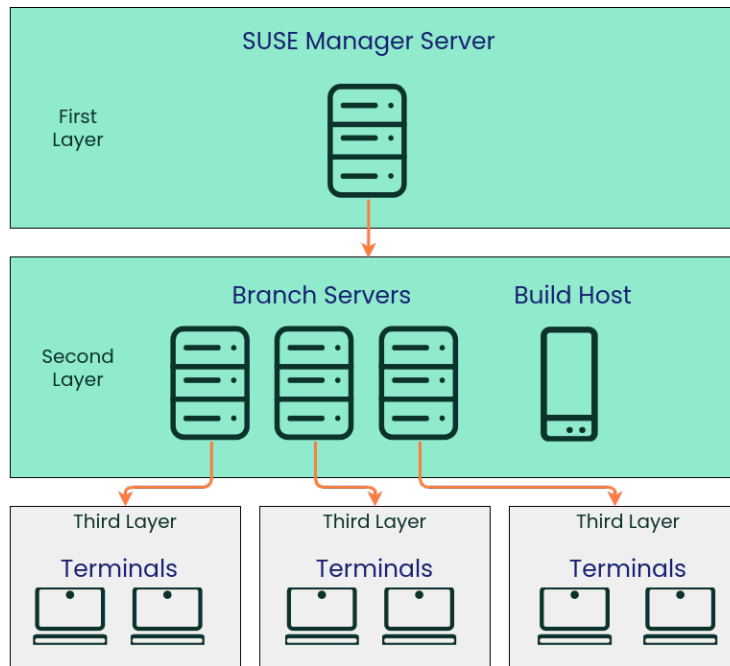 SUSE Manager Server
First
Layer
Branch Servers
Build Host
Second
Layer
Third Layer
Terminals
Third Layer
Terminals
Third Layer
Terminals